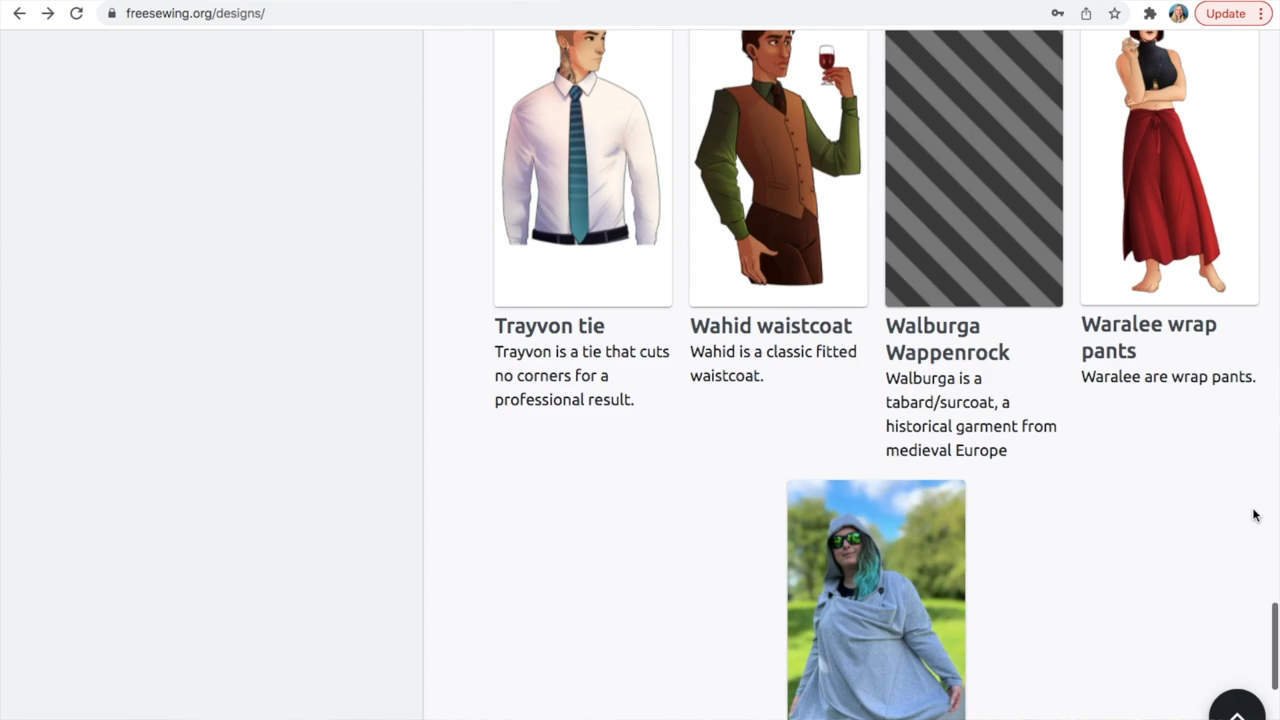 freesewing.org/designs/
Update
Trayvon tie
Trayvon is a tie that cuts
no corners for a
professional result.
Wahid waistcoat
Wahid is a classic fitted
waistcoat.
Walburga
Wappenrock
Walburga is a
tabard/surcoat, a
historical garment from
medieval Europe
Waralee wrap
pants
Waralee are wrap pants.